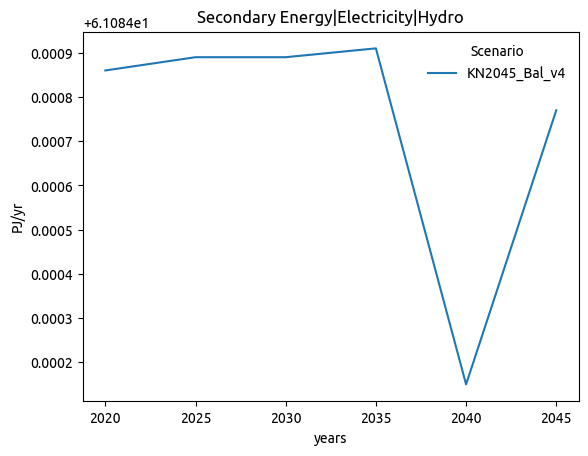 Secondary Energy|Electricity|Hydro
+6.1084e1
Scenario
KN2045_Bal_v4
PJ/yr
0.0009
0.0008
0.0007
0.0006
0.0005
0.0004
0.0003
0.0002
2020 2025 2030 2035 2040 2045
years